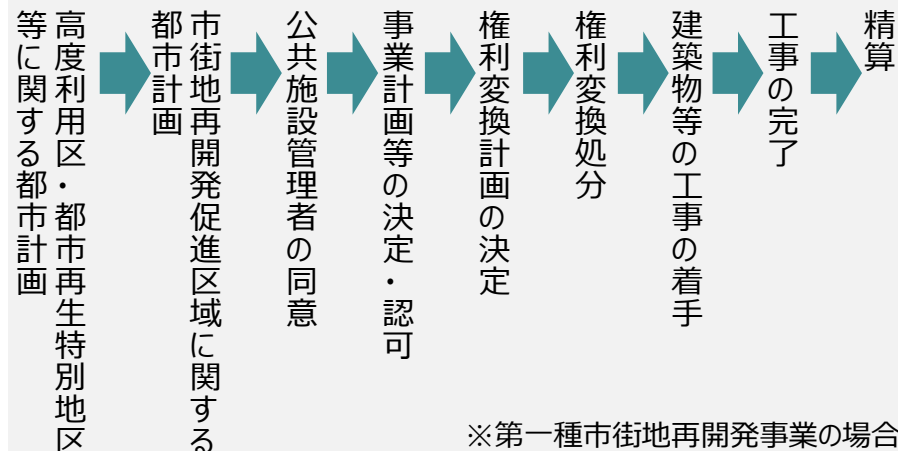 高度利用区・都市再生特別地区
等に関する都市計画
市街地再開発促進区域に関する
都市計画
公共施設管理者の同意
事業計画等の決定・認可
権利変換計画の決定
権利変換処分
建築物等の工事の着手
工事の完了
精算
※第一種市街地再開発事業の場合